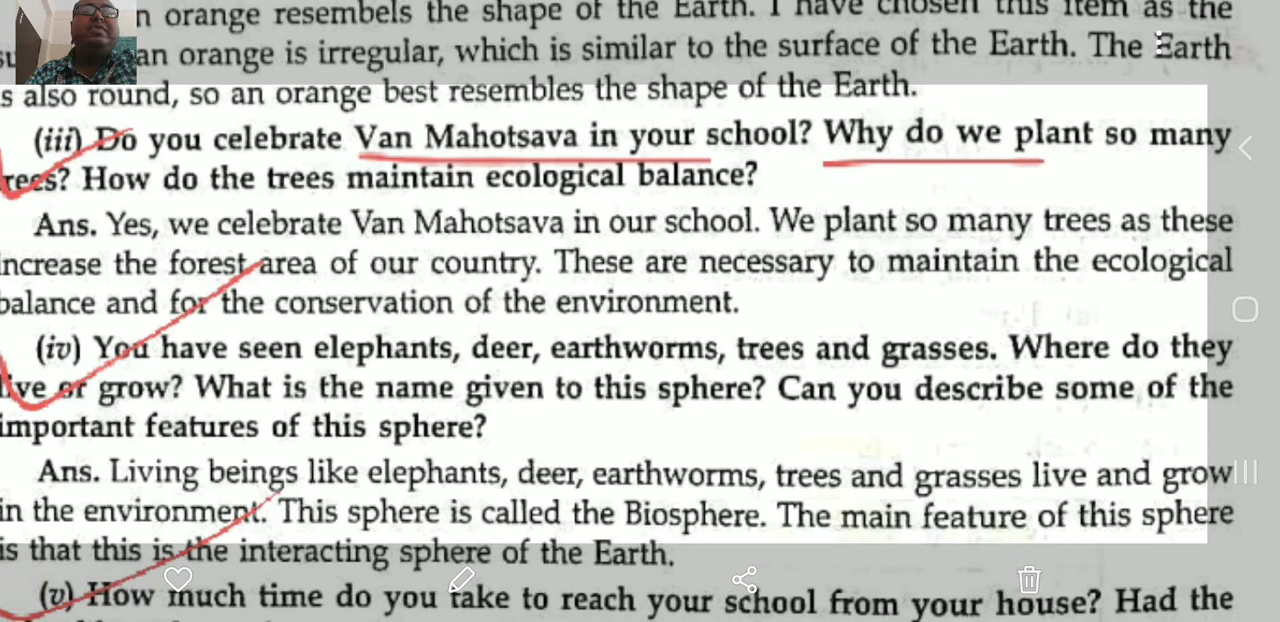 n orange resembels the shape of the Earth. I have chosen this item as the
an orange is irregular, which is similar to the surface of the Earth. The Earth
s also round, so an orange best resembles the shape of the Earth.
(iii) Do you celebrate Van Mahotsava in your school? Why do we plant so many
rees? How do the trees maintain ecological balance?
Ans. Yes, we celebrate Van Mahotsava in our school. We plant so many trees as these
ncrease the forest area of our country. These are necessary to maintain the ecological
balance and for the conservation of the environment.
(iv) You have seen elephants, deer, earthworms, trees and grasses. Where do they
live or grow? What is the name given to this sphere? Can you describe some of the
important features of this sphere?
Ans. Living beings like elephants, deer, earthworms, trees and grasses live and grow
in the environment. This sphere is called the Biosphere. The main feature of this sphere
is that this is the interacting sphere of the Earth.
(v) How much time do you take to reach your school from your house? Had the